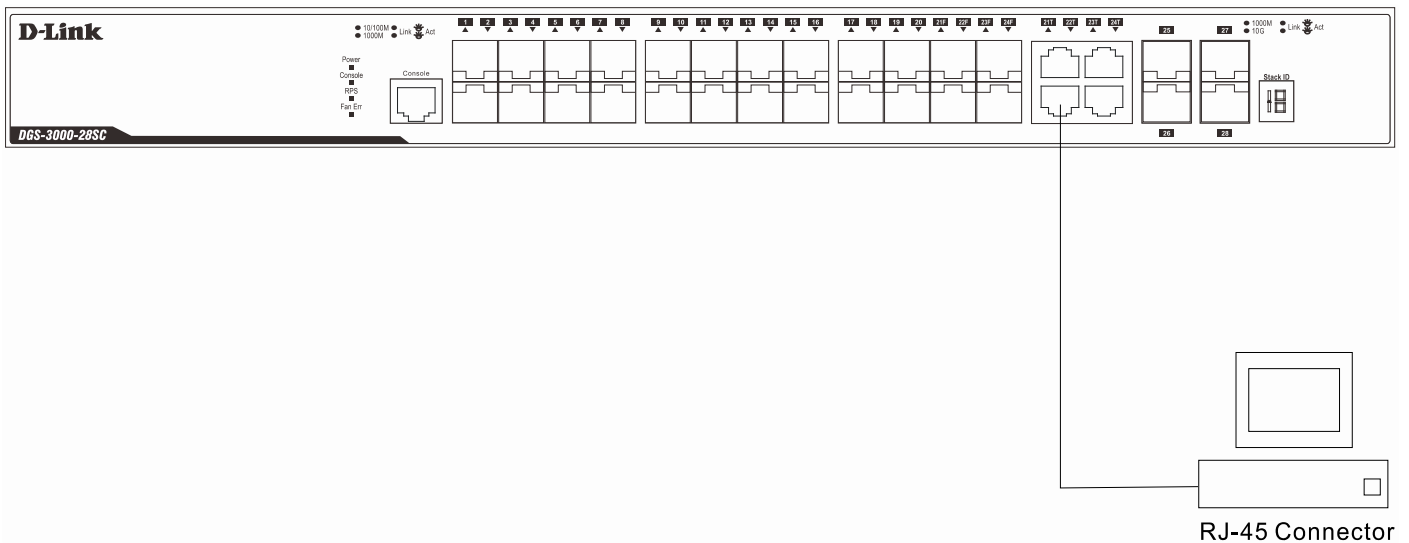 D-Link
10/100M Link Act
1000M
Power
Console
RPS
Fan Err
Console
1 2 3 4 5 6 7 8
9 10 11 12 13 14 15 16
17 18 19 20 21F 22F 23F 24F
21T 22T 23T 24T
25 27
26 28
1000M Link Act
10G
Stack ID
DGS-3000-28SC
RJ-45 Connector